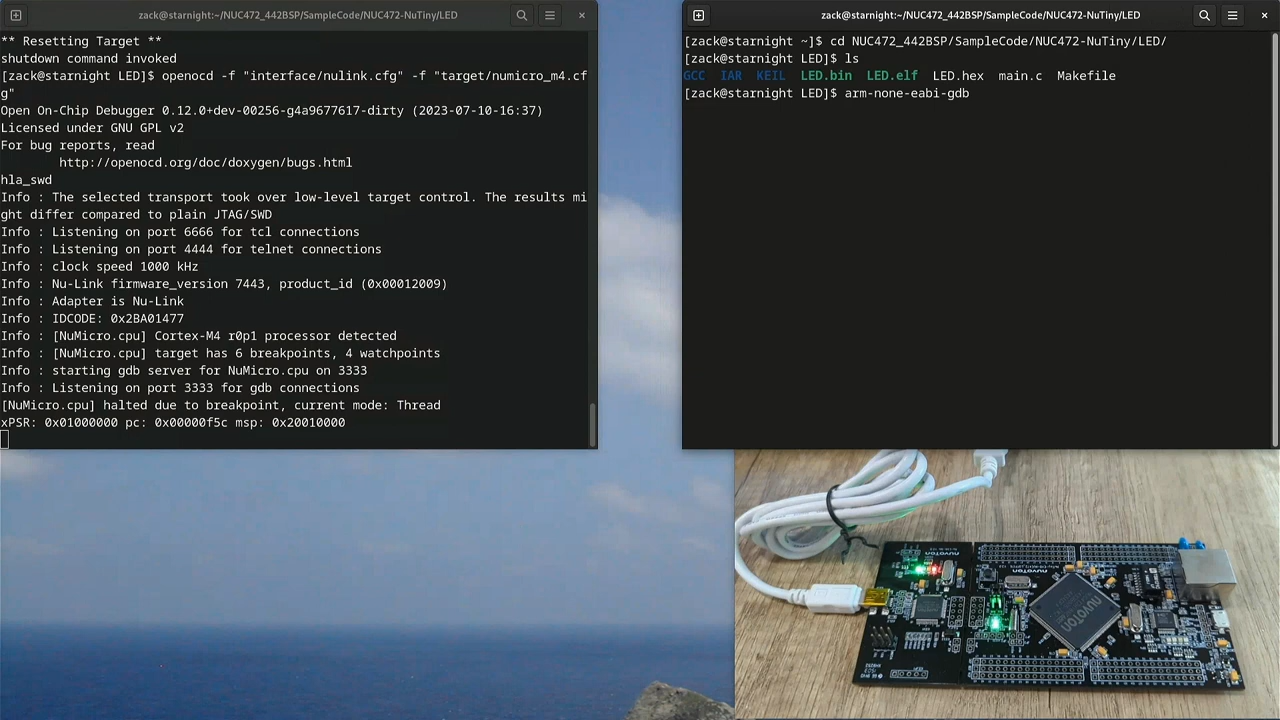 zack@starnight:~/NUC472_442BSP/SampleCode/NUC472-NuTiny/LED
** Resetting Target **
shutdown command invoked
[zack@starnight LED]$ openocd -f "interface/nulink.cfg" -f "target/numicro_m4.cf
g"
Open On-Chip Debugger 0.12.0+dev-00256-g4a9677617-dirty (2023-07-10-16:37)
Licensed under GNU GPL v2
For bug reports, read
http://openocd.org/doc/doxygen/bugs.html
hla_swd
Info : The selected transport took over low-level target control. The results mi
ght differ compared to plain JTAG/SWD
Info : Listening on port 6666 for tcl connections
Info : Listening on port 4444 for telnet connections
Info : clock speed 1000 kHz
Info : Nu-Link firmware_version 7443, product_id (0x00012009)
Info : Adapter is Nu-Link
Info : IDCODE: 0x2BA01477
Info : [NuMicro.cpu] Cortex-M4 r0p1 processor detected
Info : [NuMicro.cpu] target has 6 breakpoints, 4 watchpoints
Info : starting gdb server for NuMicro.cpu on 3333
Info : Listening on port 3333 for gdb connections
[NuMicro.cpu] halted due to breakpoint, current mode: Thread
xPSR: 0x01000000 pc: 0x00000f5c msp: 0x20010000
zack@starnight:~/NUC472_442BSP/SampleCode/NUC472-NuTiny/LED
[zack@starnight ~]$ cd NUC472_442BSP/SampleCode/NUC472-NuTiny/LED/
[zack@starnight LED]$ ls
GCC IAR KEIL LED.bin LED.elf LED.hex main.c Makefile
[zack@starnight LED]$ arm-none-eabi-gdb
nuvoTon
nuvoTon
nuvoTon